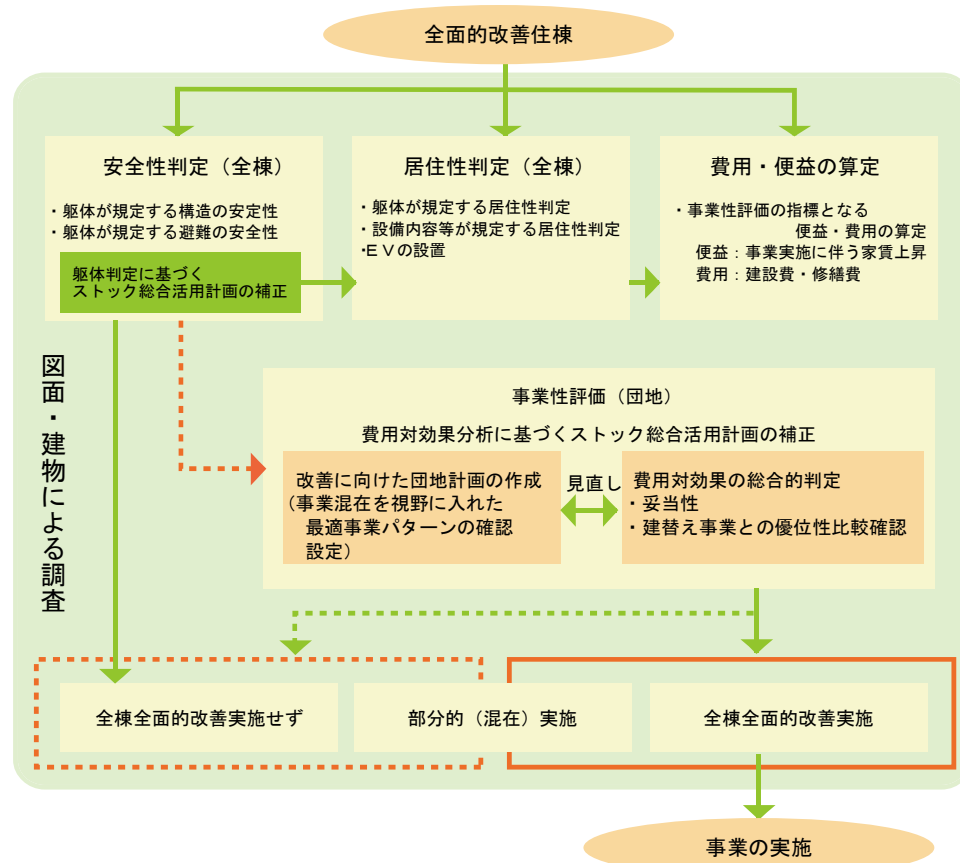 全面的改善住棟
安全性判定（全棟）
・躯体が規定する構造の安定性
・躯体が規定する避難の安全性
躯体判定に基づく
ストック総合活用計画の補正
居住性判定（全棟）
・躯体が規定する居住性判定
・設備内容等が規定する居住性判定
・ＥＶの設置
費用・便益の算定
・事業性評価の指標となる
便益・費用の算定
便益：事業実施に伴う家賃上昇
費用：建設費・修繕費
図面・建物による調査
事業性評価（団地）
費用対効果分析に基づくストック総合活用計画の補正
改善に向けた団地計画の作成
（事業混在を視野に入れた
最適事業パターンの確認
設定）
見直し
費用対効果の総合的判定
・妥当性
・建替え事業との優位性比較確認
全棟全面的改善実施せず
部分的（混在）実施
全棟全面的改善実施
事業の実施